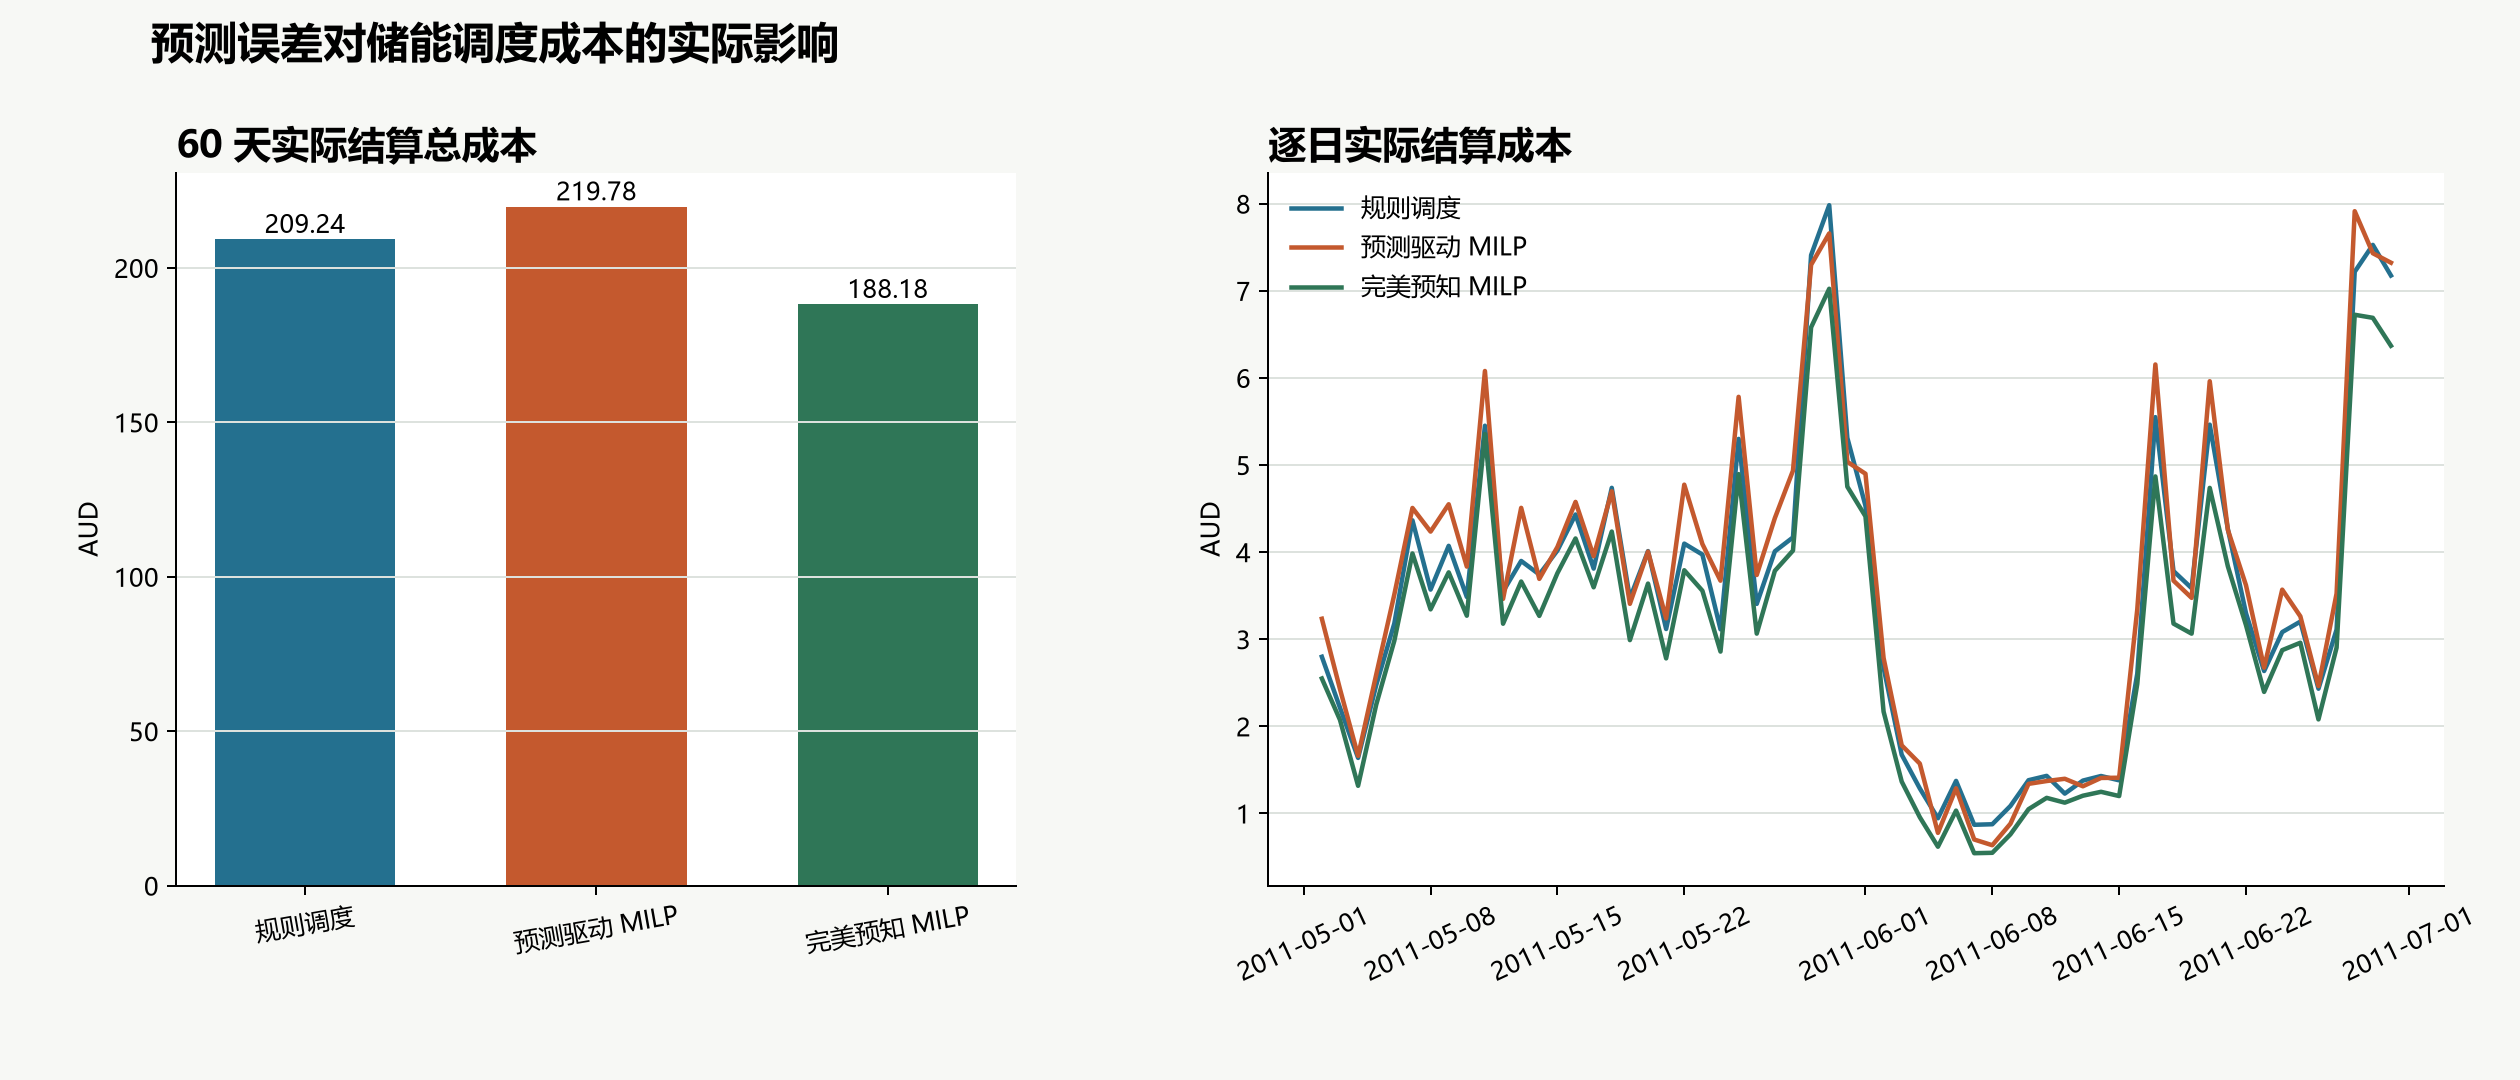 预测误差对储能调度成本的实际影响
60 天实际结算总成本
219.78
209.24
188.18
200
150
100
50
0
AUD
规则调度
预测驱动 MILP
完美预知 MILP
逐日实际结算成本
规则调度
预测驱动 MILP
完美预知 MILP
8
7
6
5
4
3
2
1
AUD
2011-05-01
2011-05-08
2011-05-15
2011-05-22
2011-06-01
2011-06-08
2011-06-15
2011-06-22
2011-07-01